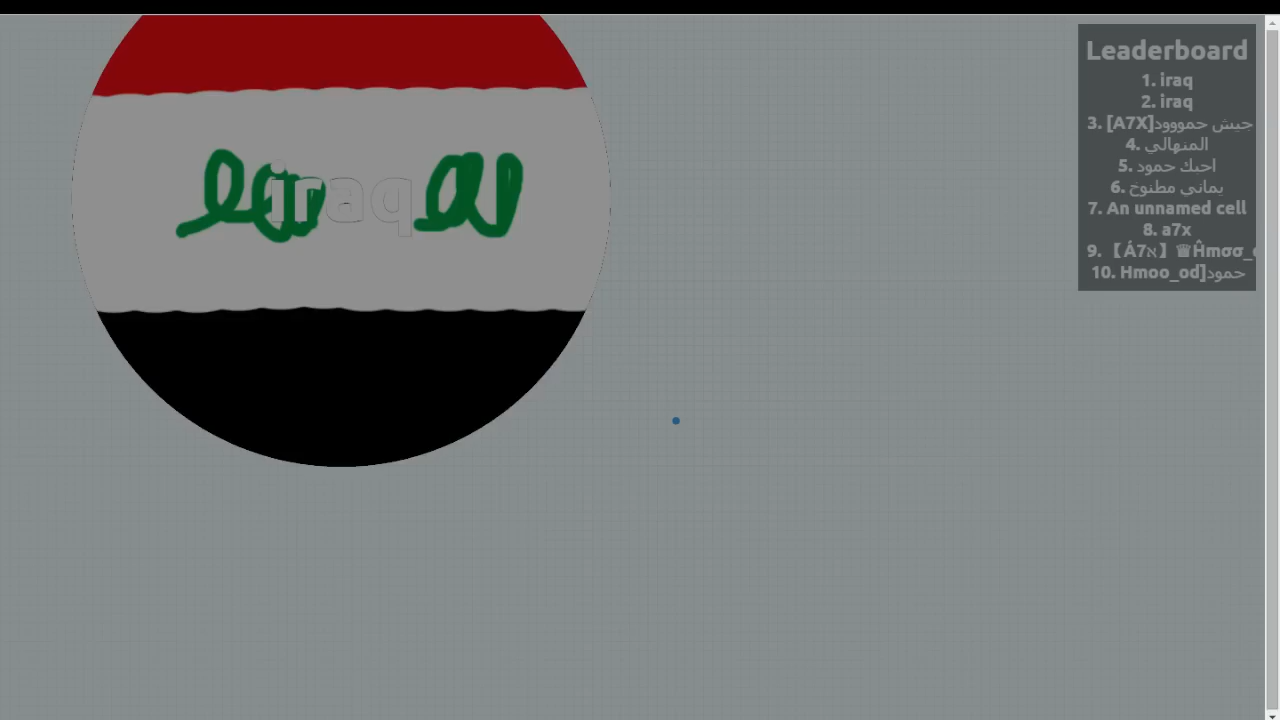 iraq
Leaderboard
1. iraq
2. iraq
3. [A7X]جيش حمووود
4. المنهالي
5. احبك حمود
6. يماني مطنوخ
7. An unnamed cell
8. a7x
10. Hmoo_od]حمود